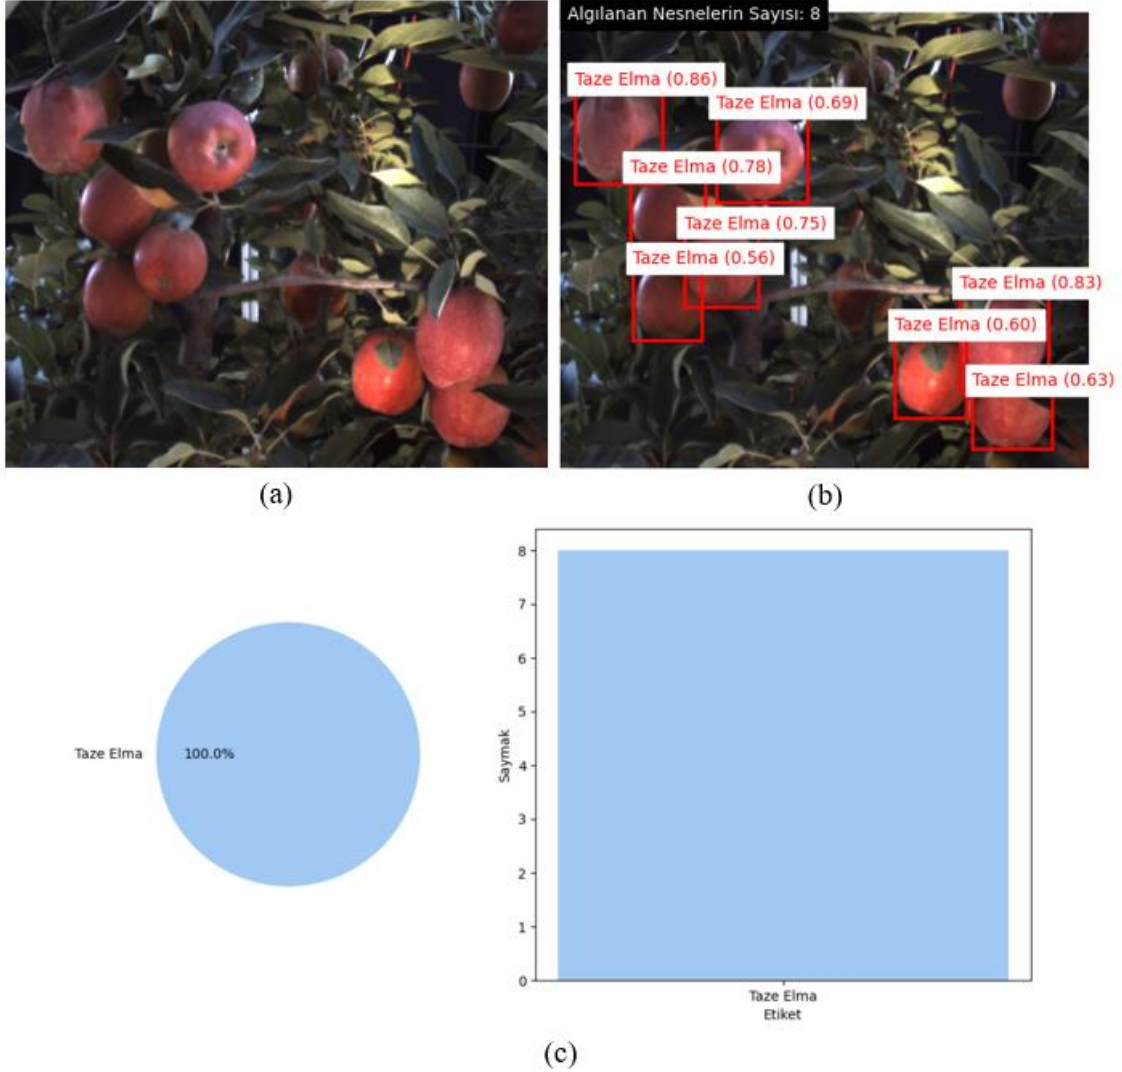 Algılanan Nesnelerin Sayısı: 8
Taze Elma (0.86)
Taze Elma (0.69)
Taze Elma (0.78)
Taze Elma (0.75)
Taze Elma (0.56)
Taze Elma (0.83)
Taze Elma (0.60)
Taze Elma (0.63)
(a)
(b)
Taze Elma
100.0%
Saymak
8
7
6
5
4
3
2
1
0
Taze Elma
Etiket
(c)